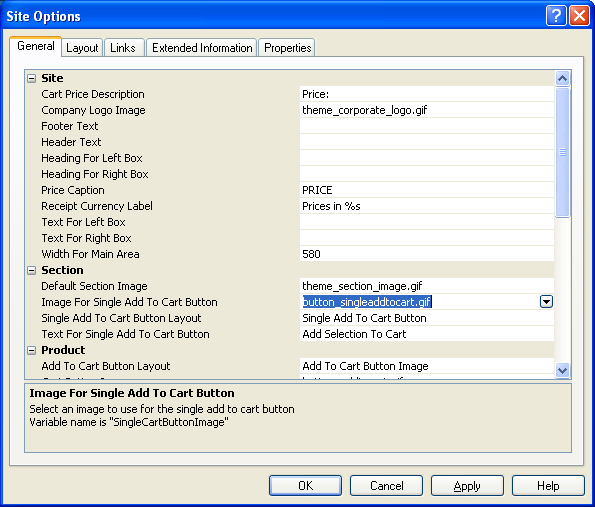 Site Options
General Layout Links Extended Information Properties
Site
Cart Price Description Price:
Company Logo Image theme_corporate_logo.gif
Footer Text
Header Text
Heading For Left Box
Heading For Right Box
Price Caption PRICE
Receipt Currency Label Prices in %s
Text For Left Box
Text For Right Box
Width For Main Area 580
Section
Default Section Image theme_section_image.gif
Image For Single Add To Cart Button button_singleaddtocart.gif
Single Add To Cart Button Layout Single Add To Cart Button
Text For Single Add To Cart Button Add Selection To Cart
Product
Add To Cart Button Layout Add To Cart Button Image
Image For Single Add To Cart Button
Select an image to use for the single add to cart button
Variable name is "SingleCartButtonImage"
OK Cancel Apply Help